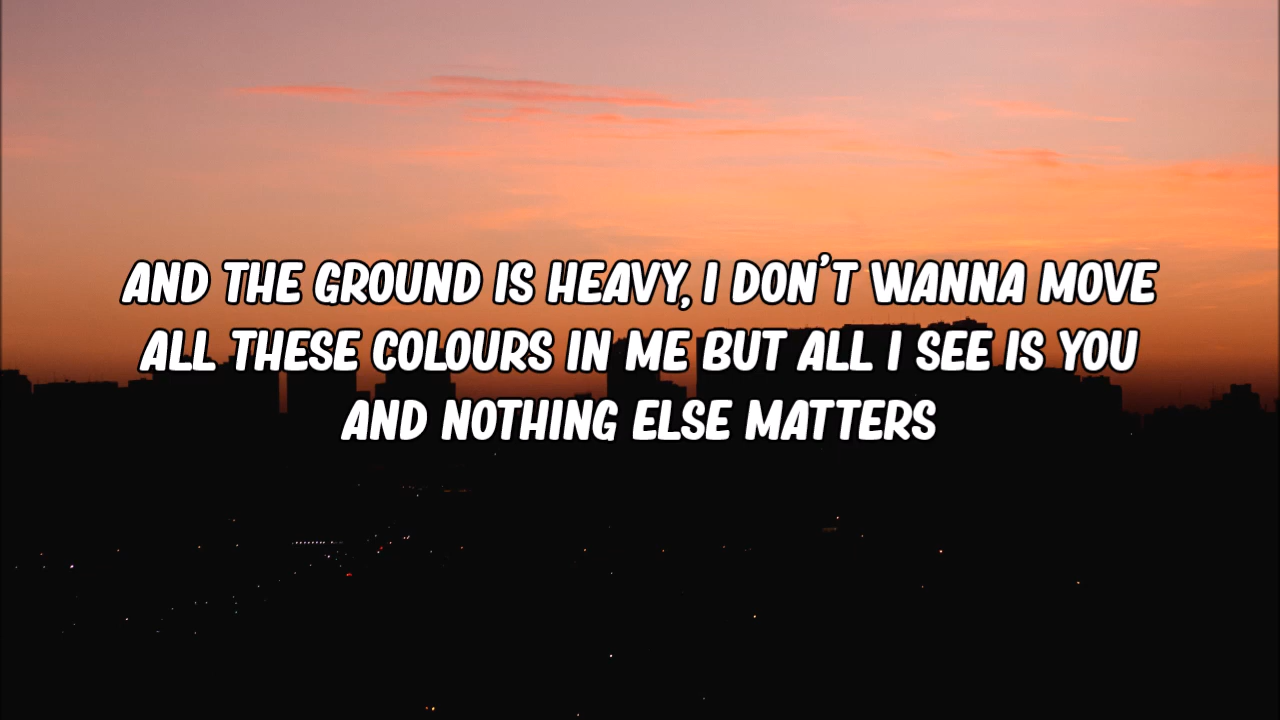 AND THE GROUND IS HEAVY, I DON'T WANNA MOVE
ALL THESE COLOURS IN ME BUT ALL I SEE IS YOU
AND NOTHING ELSE MATTERS